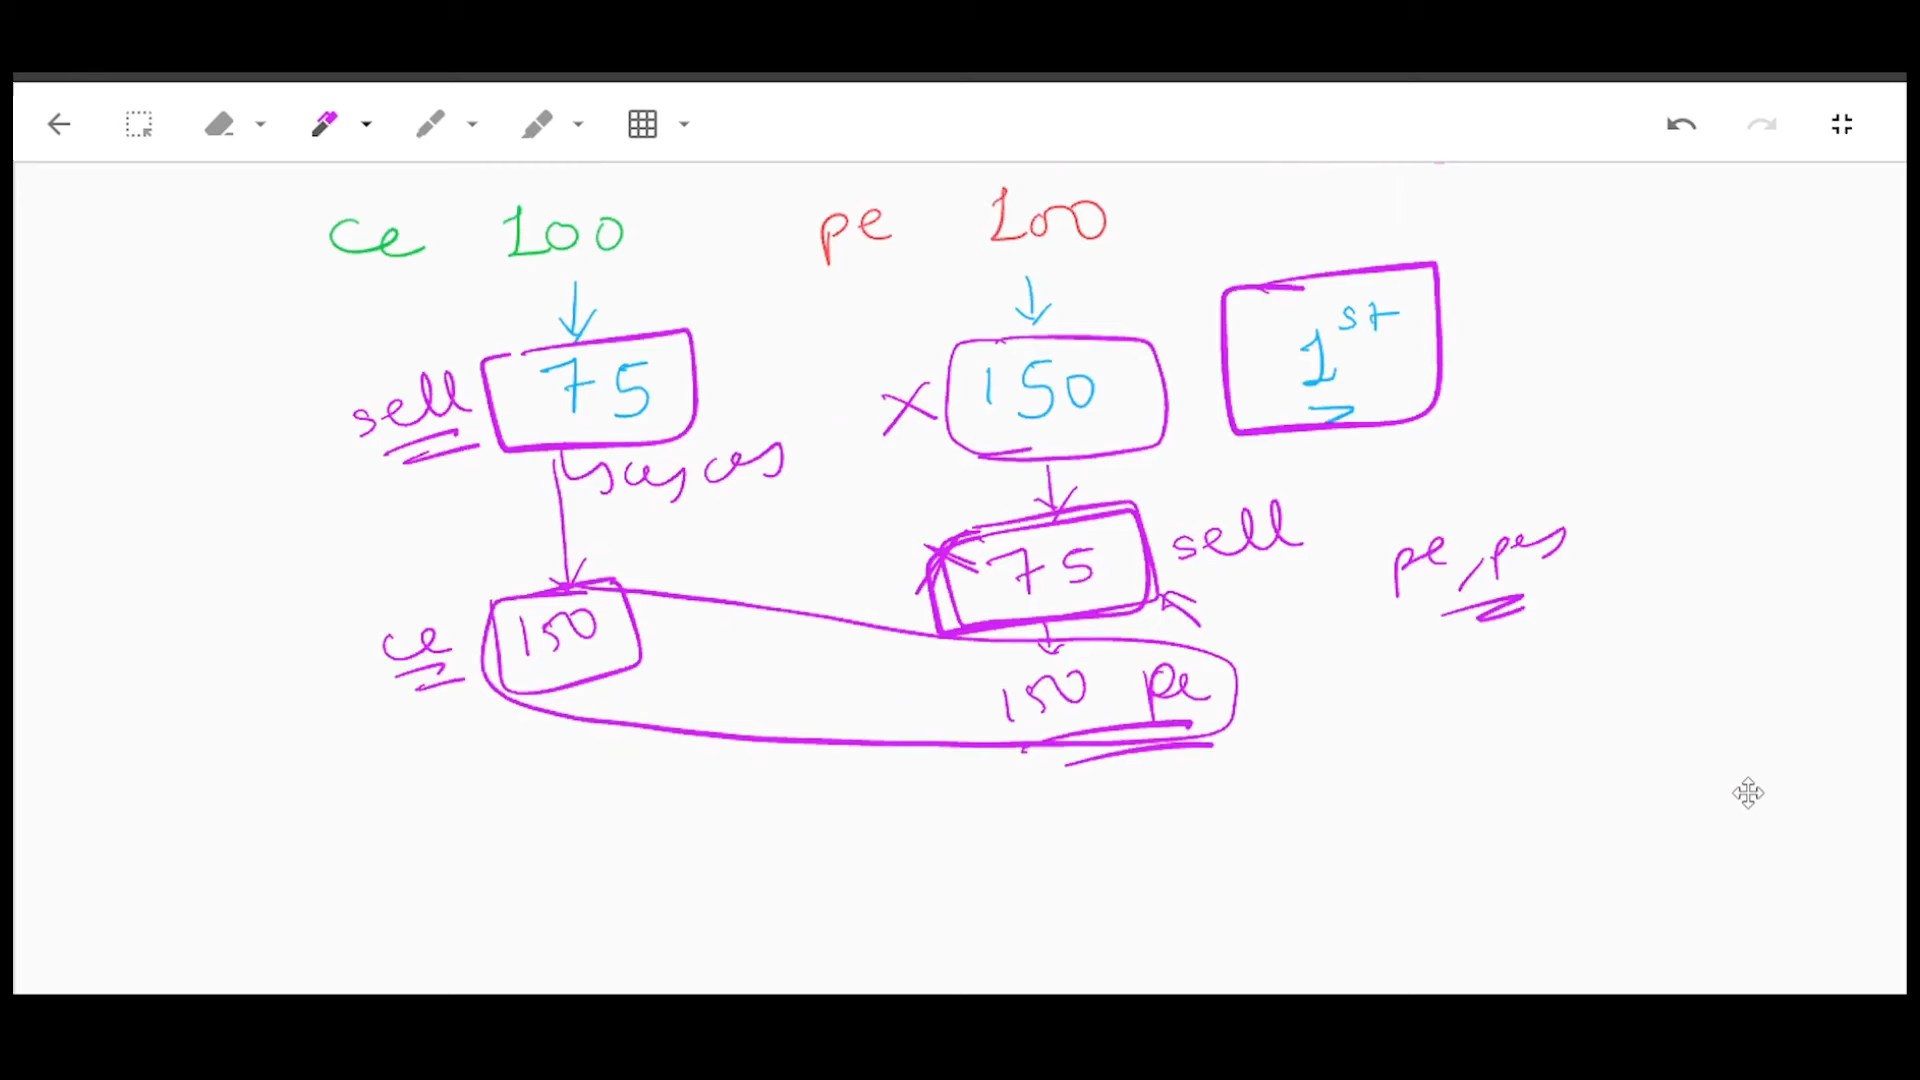 ce 100 pe 100
75 150 1st
sell X
75 sell pe, pes
ce 150
150 pe